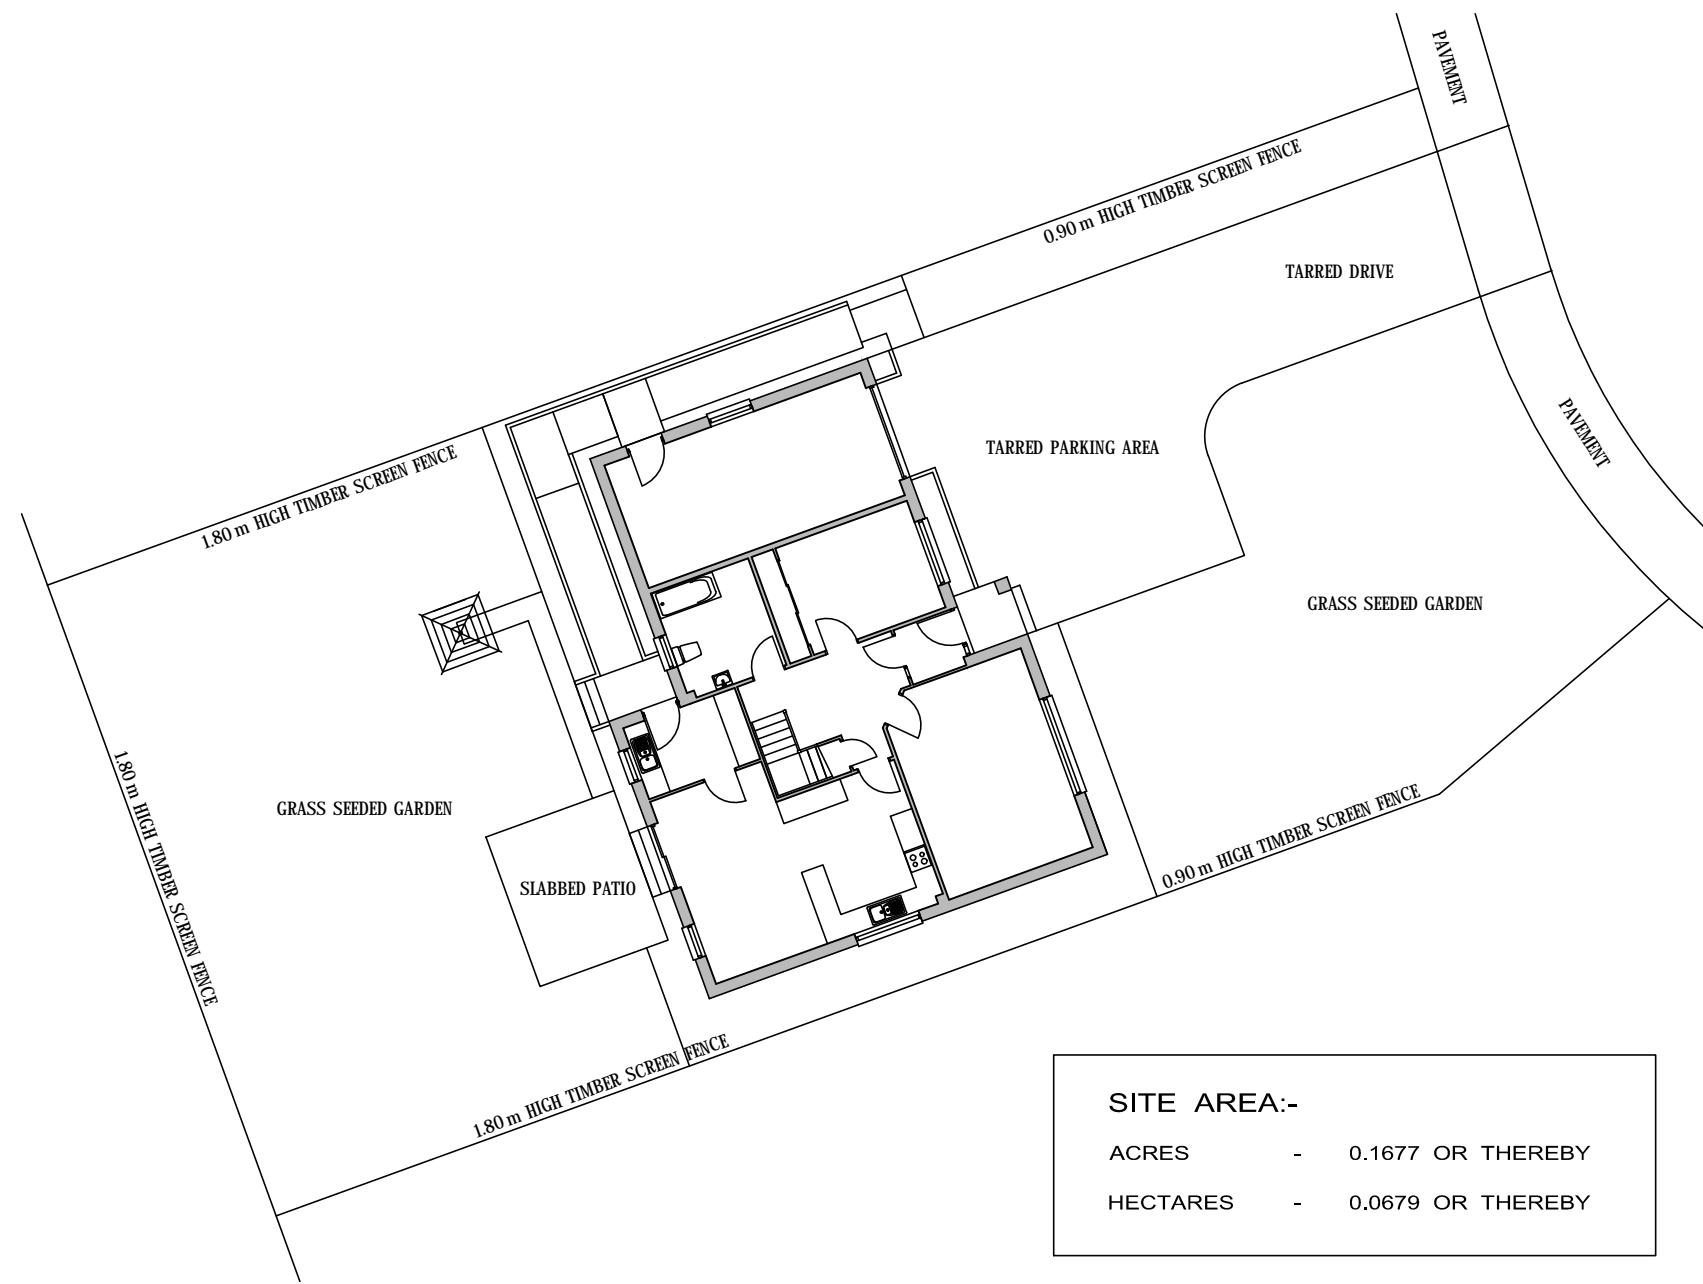 PAVEMENT
0.90 m HIGH TIMBER SCREEN FENCE
TARRED DRIVE
PAVEMENT
TARRED PARKING AREA
1.80 m HIGH TIMBER SCREEN FENCE
GRASS SEEDED GARDEN
1.80 m HIGH TIMBER SCREEN FENCE
GRASS SEEDED GARDEN
SLABBED PATIO
0.90 m HIGH TIMBER SCREEN FENCE
1.80 m HIGH TIMBER SCREEN FENCE
SITE AREA:-
ACRES - 0.1677 OR THEREBY
HECTARES - 0.0679 OR THEREBY